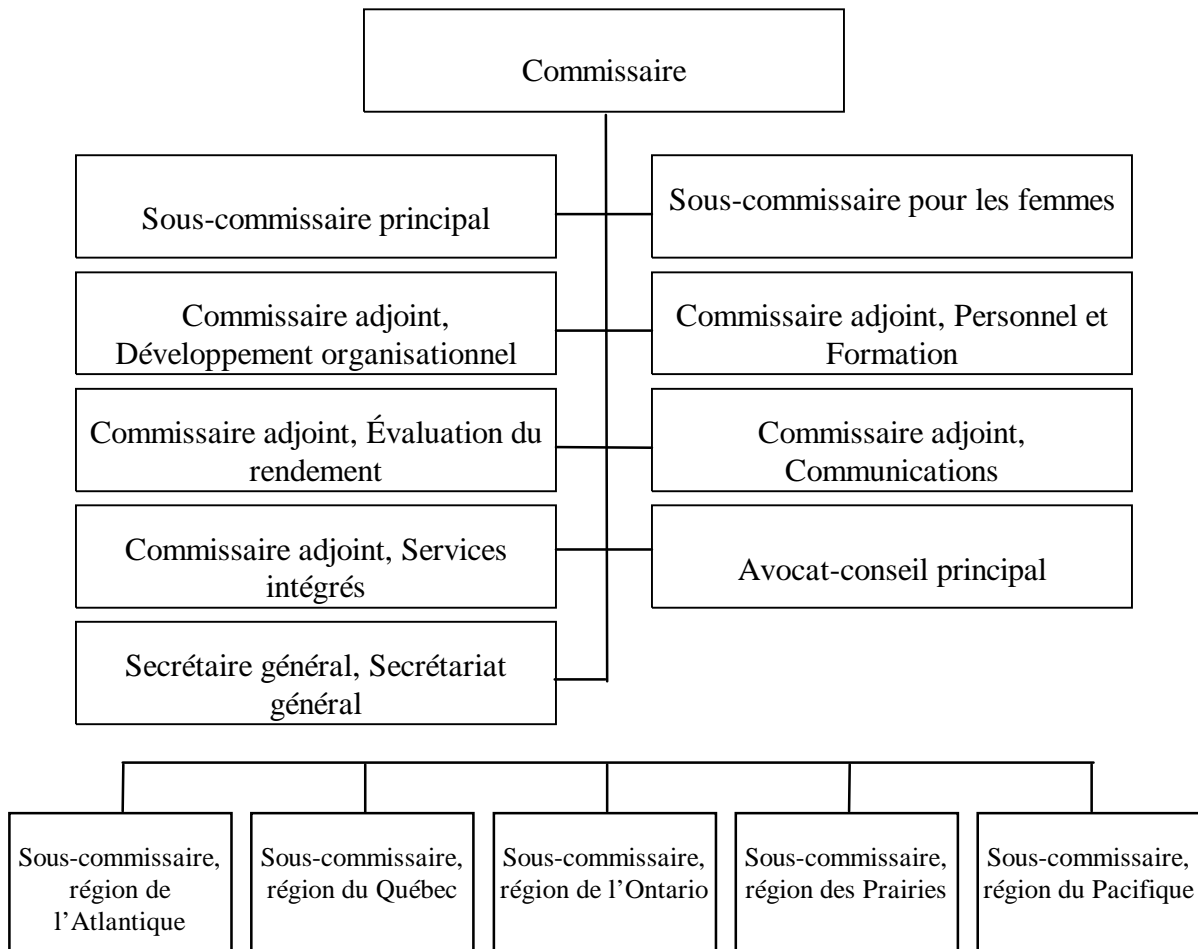 Commissaire
Sous-commissaire principal
Sous-commissaire pour les femmes
Commissaire adjoint,
Développement organisationnel
Commissaire adjoint, Personnel et
Formation
Commissaire adjoint, Évaluation du
rendement
Commissaire adjoint,
Communications
Commissaire adjoint, Services
intégrés
Avocat-conseil principal
Secrétaire général, Secrétariat
général
Sous-commissaire,
région de
l’Atlantique
Sous-commissaire,
région du Québec
Sous-commissaire,
région de l’Ontario
Sous-commissaire,
région des Prairies
Sous-commissaire,
région du Pacifique